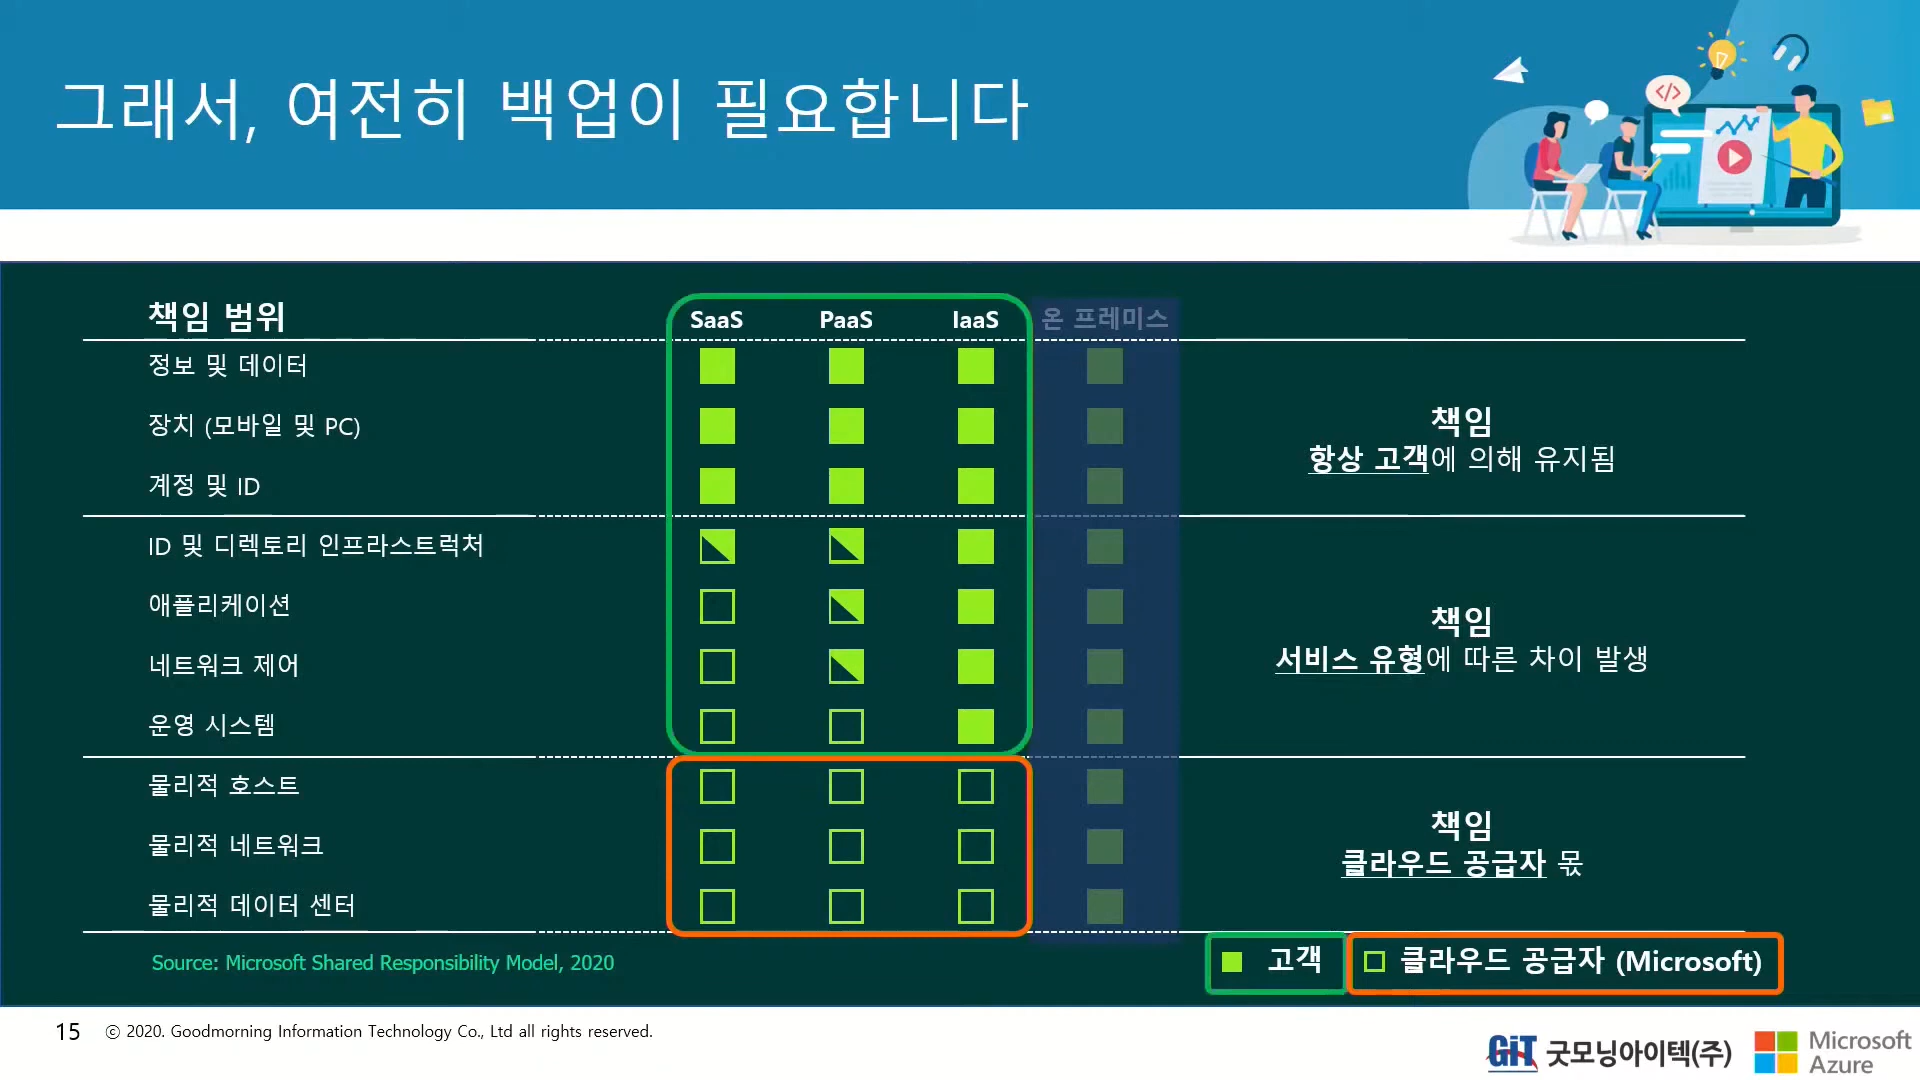 그래서, 여전히 백업이 필요합니다
</>
책임 범위 SaaS PaaS IaaS 온 프레미스
정보 및 데이터
장치 (모바일 및 PC)
계정 및 ID
책임
항상 고객에 의해 유지됨
ID 및 디렉토리 인프라스트럭처
애플리케이션
네트워크 제어
운영 시스템
책임
서비스 유형에 따른 차이 발생
물리적 호스트
물리적 네트워크
물리적 데이터 센터
책임
클라우드 공급자 몫
Source: Microsoft Shared Responsibility Model, 2020
고객 클라우드 공급자 (Microsoft)
15 © 2020. Goodmorning Information Technology Co., Ltd all rights reserved.
GiT 굿모닝아이텍(주)
Microsoft
Azure